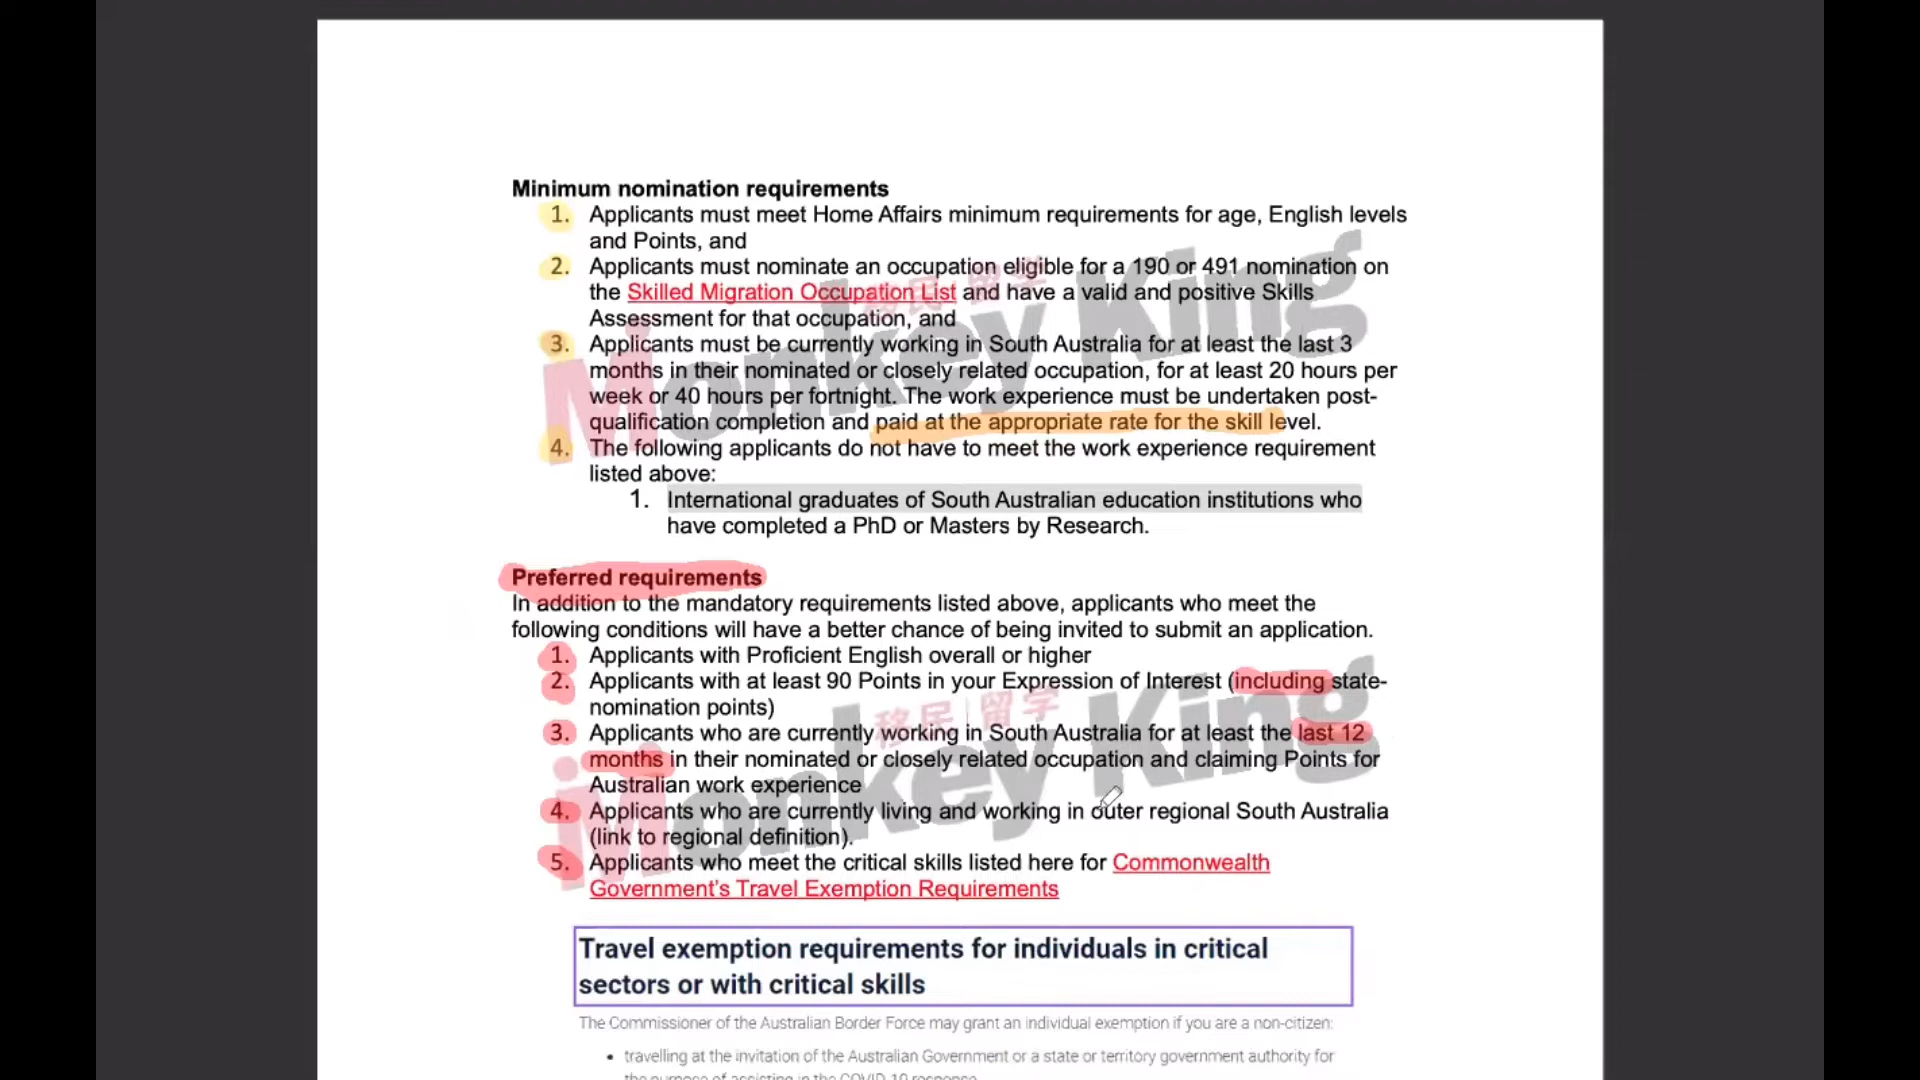 Minimum nomination requirements
1. Applicants must meet Home Affairs minimum requirements for age, English levels
and Points, and
2. Applicants must nominate an occupation eligible for a 190 or 491 nomination on
the Skilled Migration Occupation List and have a valid and positive Skills
Assessment for that occupation, and
3. Applicants must be currently working in South Australia for at least the last 3
months in their nominated or closely related occupation, for at least 20 hours per
week or 40 hours per fortnight. The work experience must be undertaken post-
qualification completion and paid at the appropriate rate for the skill level.
4. The following applicants do not have to meet the work experience requirement
listed above:
1. International graduates of South Australian education institutions who
have completed a PhD or Masters by Research.
移民|留学
Monkey King
Preferred requirements
In addition to the mandatory requirements listed above, applicants who meet the
following conditions will have a better chance of being invited to submit an application.
1. Applicants with Proficient English overall or higher
2. Applicants with at least 90 Points in your Expression of Interest (including state-
nomination points)
3. Applicants who are currently working in South Australia for at least the last 12
months in their nominated or closely related occupation and claiming Points for
Australian work experience
4. Applicants who are currently living and working in outer regional South Australia
(link to regional definition).
5. Applicants who meet the critical skills listed here for Commonwealth
Government's Travel Exemption Requirements
移民|留学
Monkey King
Travel exemption requirements for individuals in critical
sectors or with critical skills
The Commissioner of the Australian Border Force may grant an individual exemption if you are a non-citizen:
• travelling at the invitation of the Australian Government or a state or territory government authority for
the purpose of assisting in the COVID-19 response